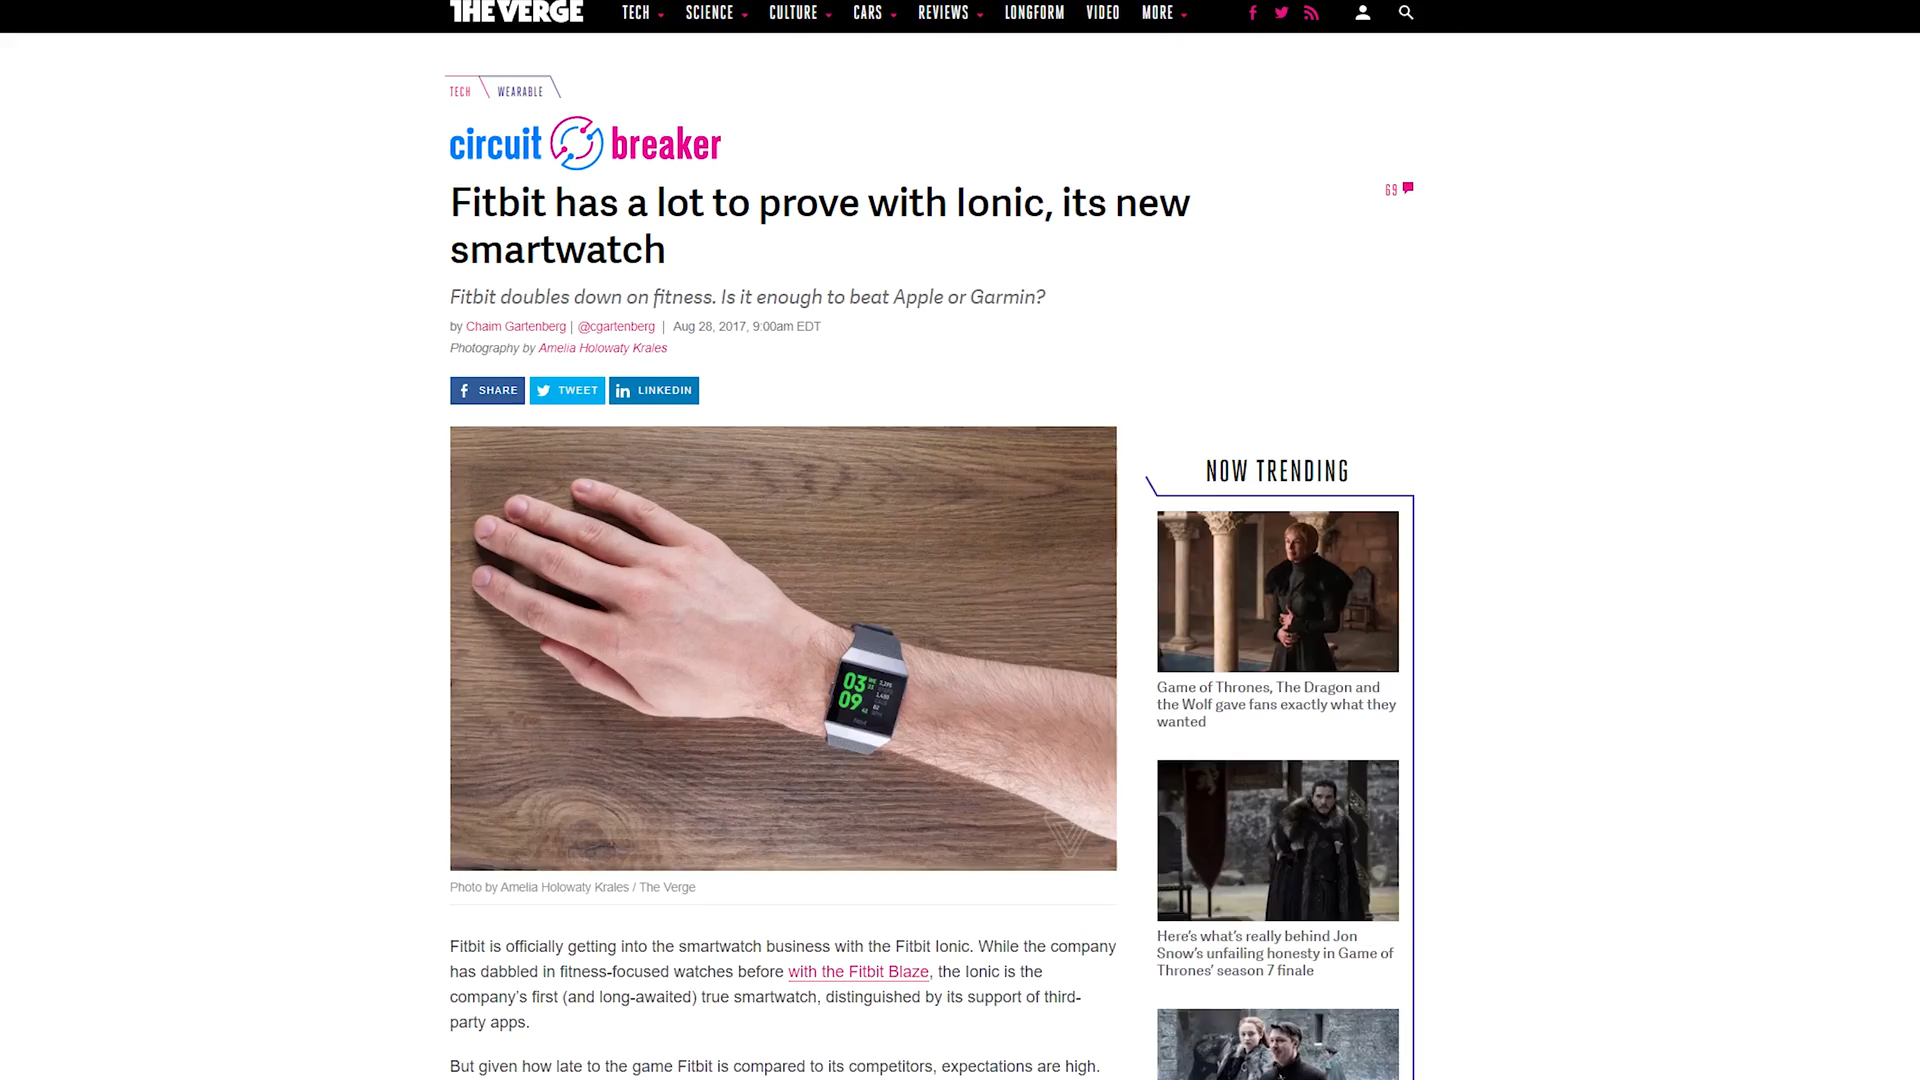 THE VERGE
TECH SCIENCE CULTURE CARS REVIEWS LONGFORM VIDEO MORE
TECH WEARABLE
circuit breaker
Fitbit has a lot to prove with Ionic, its new
smartwatch
69
Fitbit doubles down on fitness. Is it enough to beat Apple or Garmin?
by Chaim Gartenberg | @cgartenberg | Aug 28, 2017, 9:00am EDT
Photography by Amelia Holowaty Krales
SHARE TWEET LINKEDIN
03
09
Photo by Amelia Holowaty Krales / The Verge
Fitbit is officially getting into the smartwatch business with the Fitbit Ionic. While the company
has dabbled in fitness-focused watches before with the Fitbit Blaze, the Ionic is the
company's first (and long-awaited) true smartwatch, distinguished by its support of third-
party apps.
But given how late to the game Fitbit is compared to its competitors, expectations are high.
NOW TRENDING
Game of Thrones, The Dragon and
the Wolf gave fans exactly what they
wanted
Here's what's really behind Jon
Snow's unfailing honesty in Game of
Thrones' season 7 finale